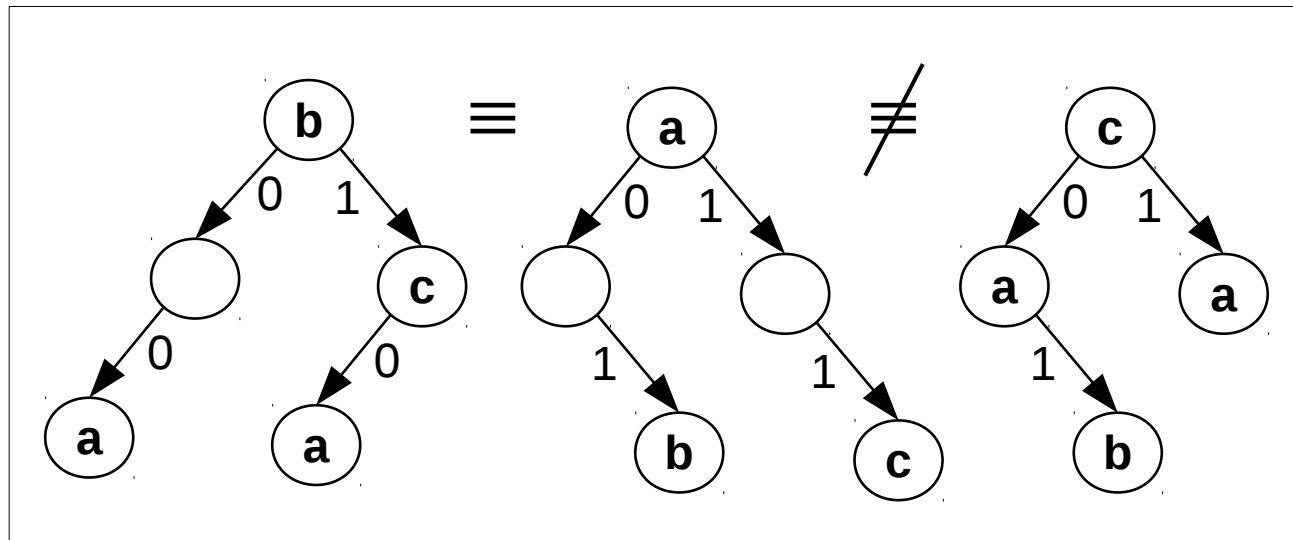 b ≡ a ≢ c
0 1 0 1 0 1
c a a
0 0 1 1 1
a a b c b